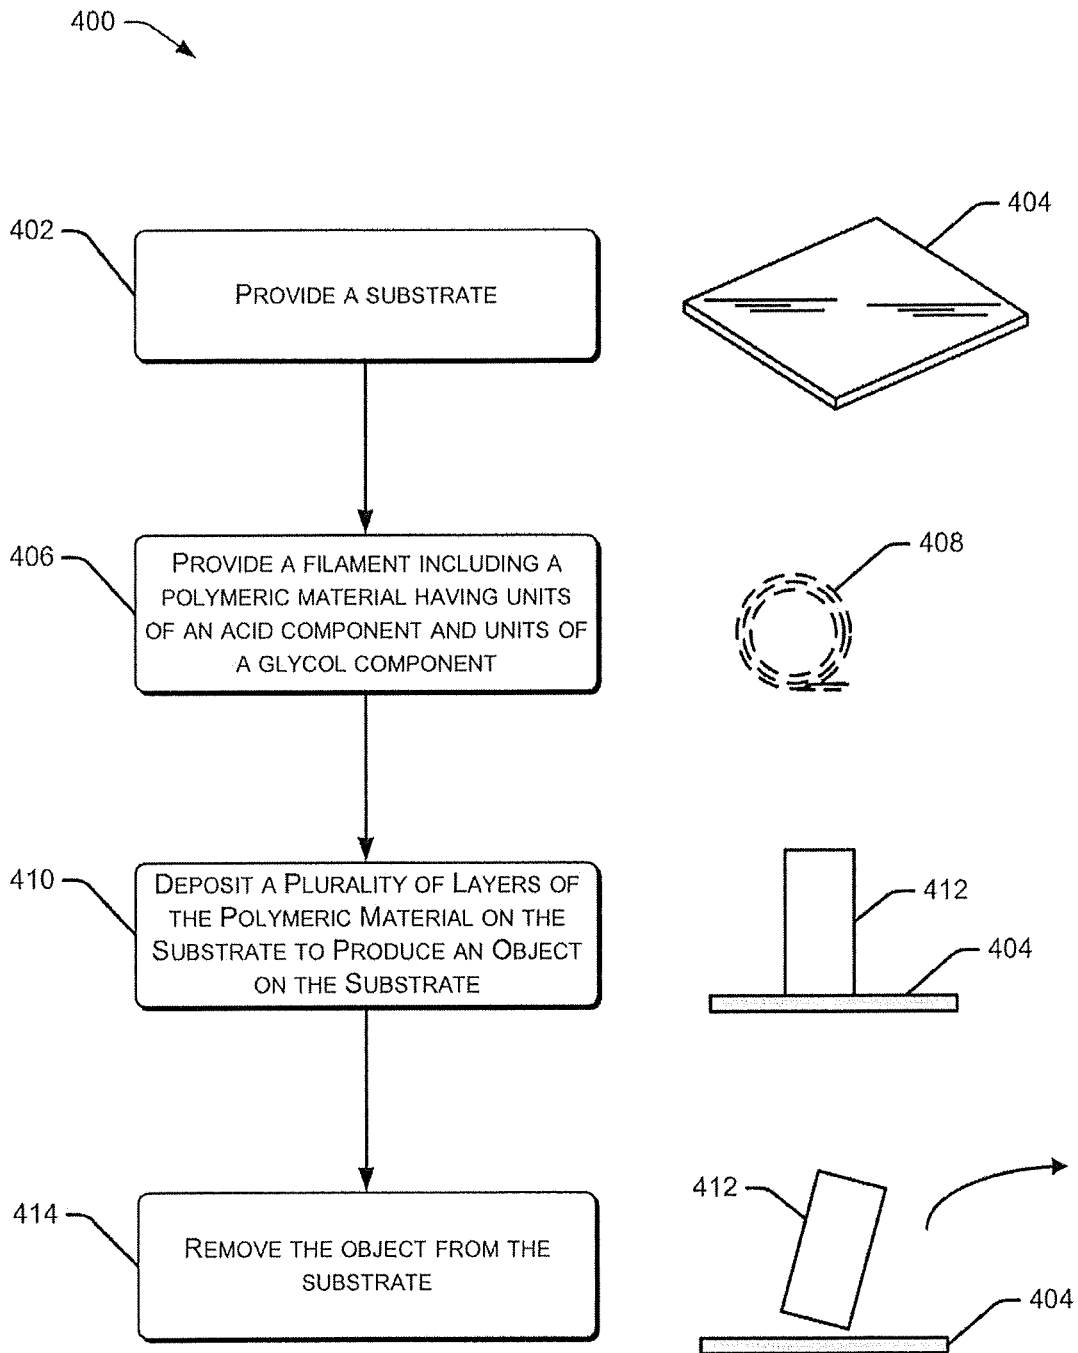 400
402
PROVIDE A SUBSTRATE
404
406
PROVIDE A FILAMENT INCLUDING A
POLYMERIC MATERIAL HAVING UNITS
OF AN ACID COMPONENT AND UNITS OF
A GLYCOL COMPONENT
408
410
DEPOSIT A PLURALITY OF LAYERS OF
THE POLYMERIC MATERIAL ON THE
SUBSTRATE TO PRODUCE AN OBJECT
ON THE SUBSTRATE
412
404
414
REMOVE THE OBJECT FROM THE
SUBSTRATE
412
404